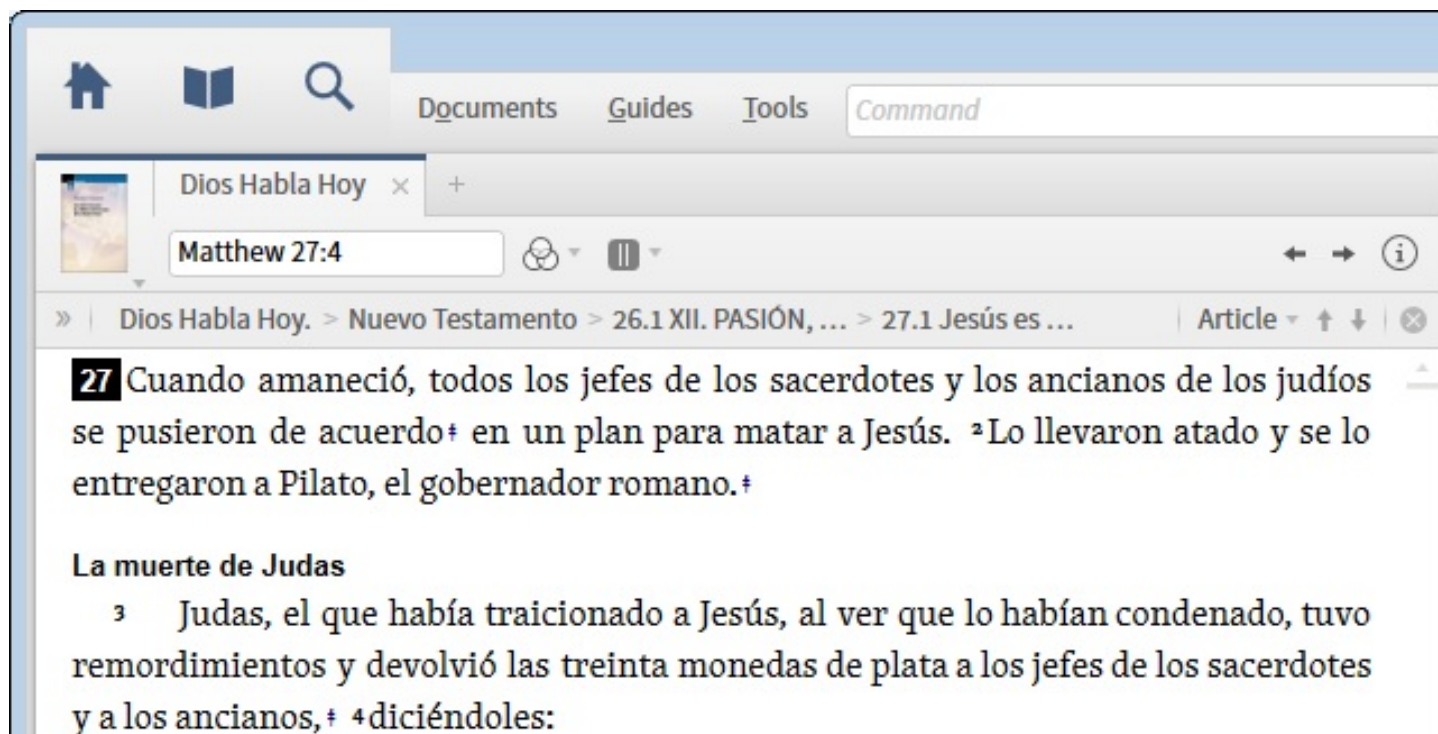 Documents Guides Tools Command
Dios Habla Hoy × +
Matthew 27:4
» Dios Habla Hoy. > Nuevo Testamento > 26.1 XII. PASIÓN, ... > 27.1 Jesús es ... Article
27 Cuando amaneció, todos los jefes de los sacerdotes y los ancianos de los judíos
se pusieron de acuerdo‡ en un plan para matar a Jesús. ²Lo llevaron atado y se lo
entregaron a Pilato, el gobernador romano.‡
La muerte de Judas
3 Judas, el que había traicionado a Jesús, al ver que lo habían condenado, tuvo
remordimientos y devolvió las treinta monedas de plata a los jefes de los sacerdotes
y a los ancianos,‡ ⁴diciéndoles: